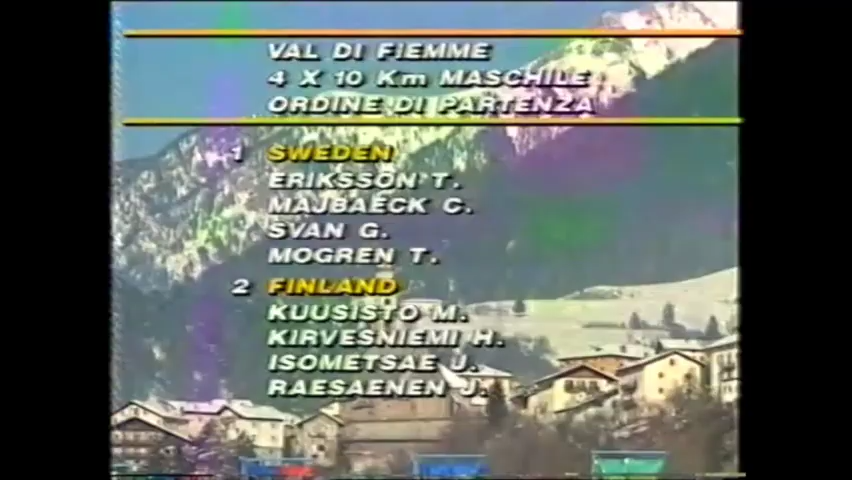 VAL DI FIEMME
4 X 10 Km MASCHILE
ORDINE DI PARTENZA
1 SWEDEN
ERIKSSON T.
MAJBAECK C.
SVAN G.
MOGREN T.
2 FINLAND
KUUSISTO M.
KIRVESNIEMI H.
ISOMETSAE J.
RAESAENEN J.